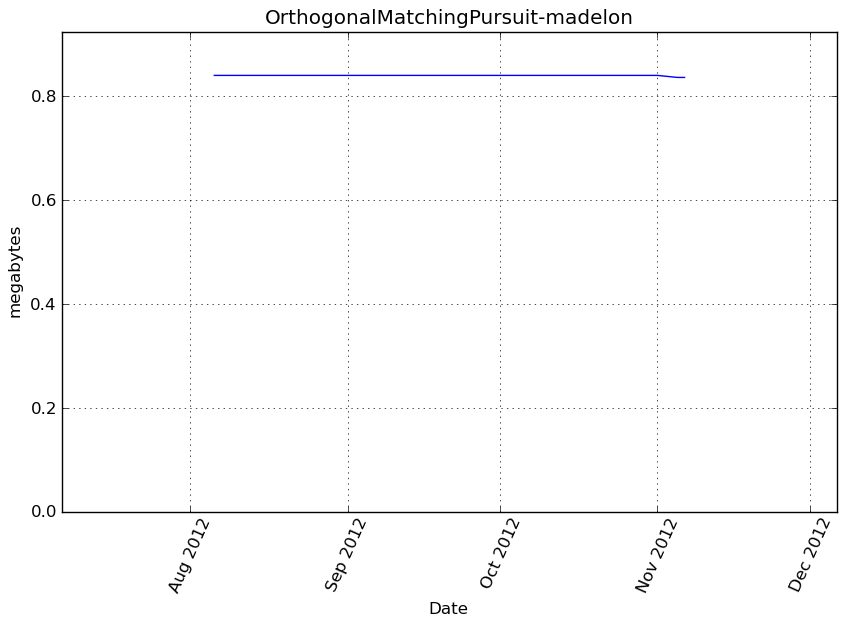 OrthogonalMatchingPursuit-madelon
0.8
0.6
0.4
0.2
0.0
megabytes
Aug 2012
Sep 2012
Oct 2012
Nov 2012
Dec 2012
Date